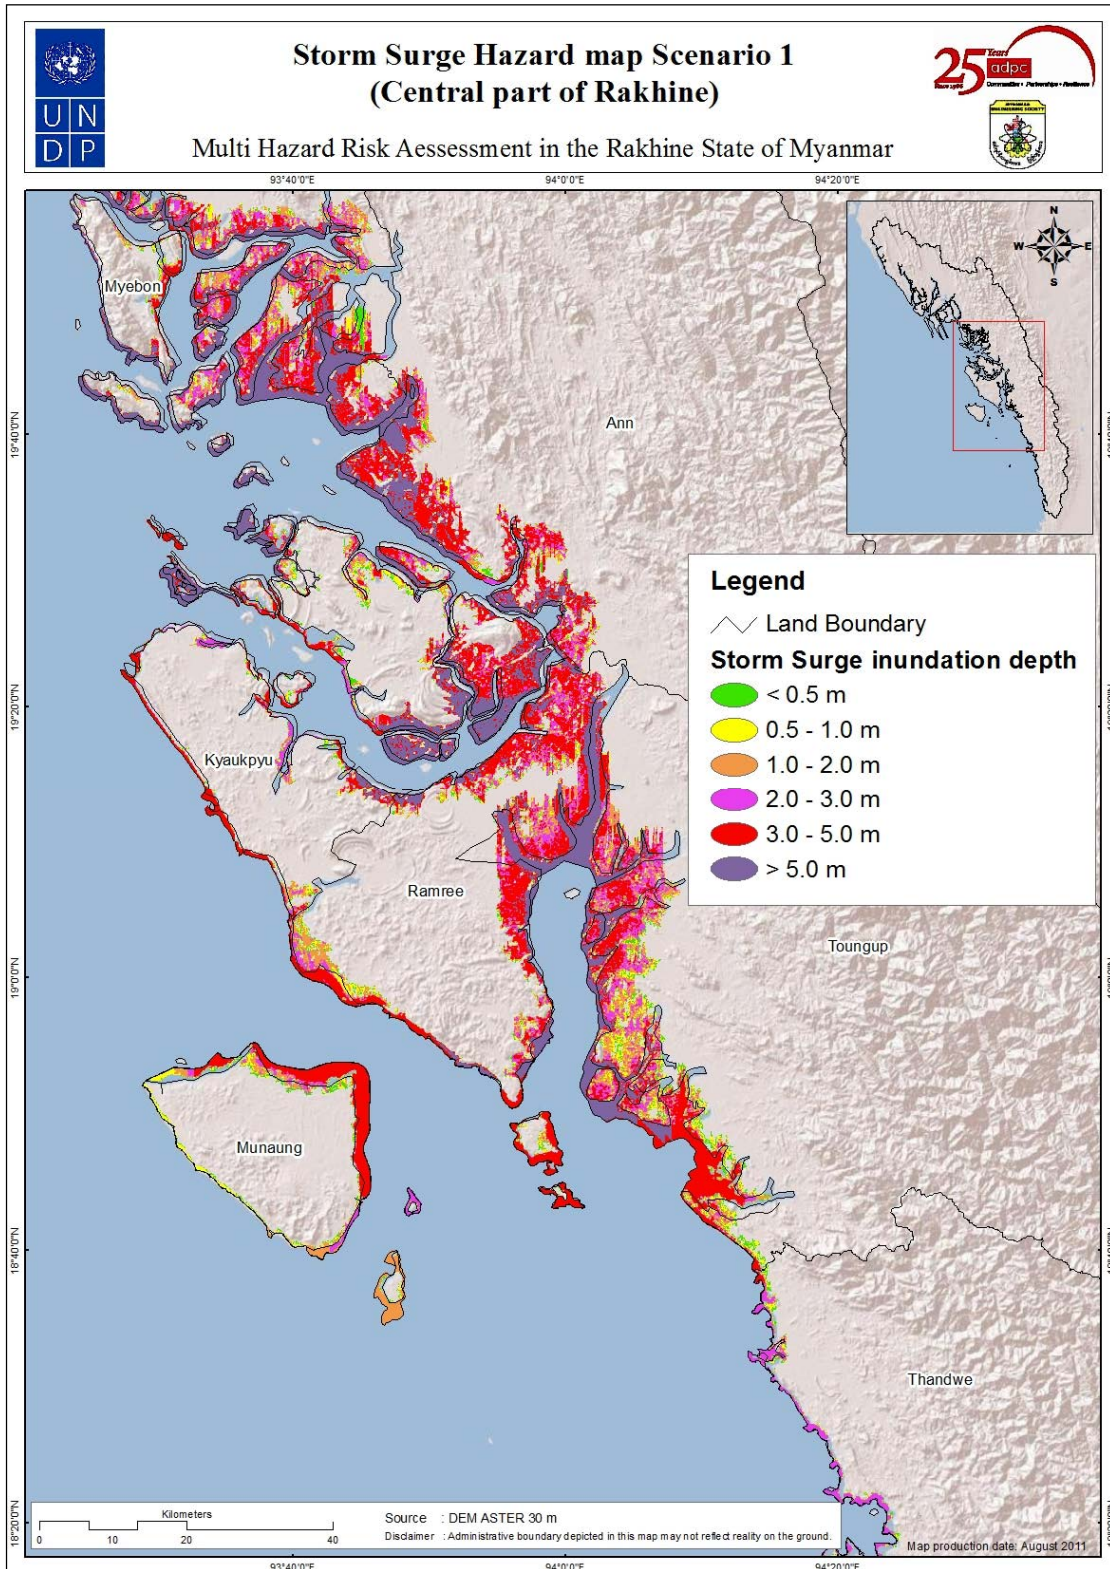 Storm Surge Hazard map Scenario 1
(Central part of Rakhine)
Multi Hazard Risk Aessessment in the Rakhine State of Myanmar
U N
D P
25 Years
Since 1986
adpc
Communities • Partnerships • Resilience
93°40'0"E
94°0'0"E
94°20'0"E
N
W
E
S
Myebon
Ann
19°40'0"N
Legend
Land Boundary
Storm Surge inundation depth
< 0.5 m
0.5 - 1.0 m
1.0 - 2.0 m
2.0 - 3.0 m
3.0 - 5.0 m
> 5.0 m
19°20'0"N
Kyaukpyu
Ramree
Toungup
19°0'0"N
Munaung
18°40'0"N
Thandwe
18°20'0"N
Kilometers
0 10 20 40
Source : DEM ASTER 30 m
Disclaimer : Administrative boundary depicted in this map may not reflect reality on the ground.
Map production date: August 2011
93°40'0"E
94°0'0"E
94°20'0"E